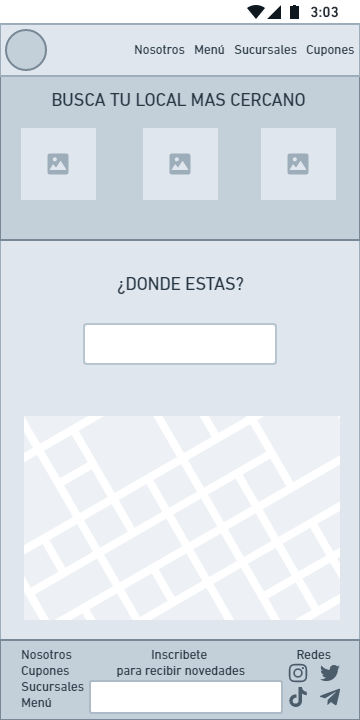 3:03
Nosotros Menú Sucursales Cupones
BUSCA TU LOCAL MAS CERCANO
¿DONDE ESTAS?
Nosotros
Cupones
Sucursales
Menú
Inscribete
para recibir novedades
Redes